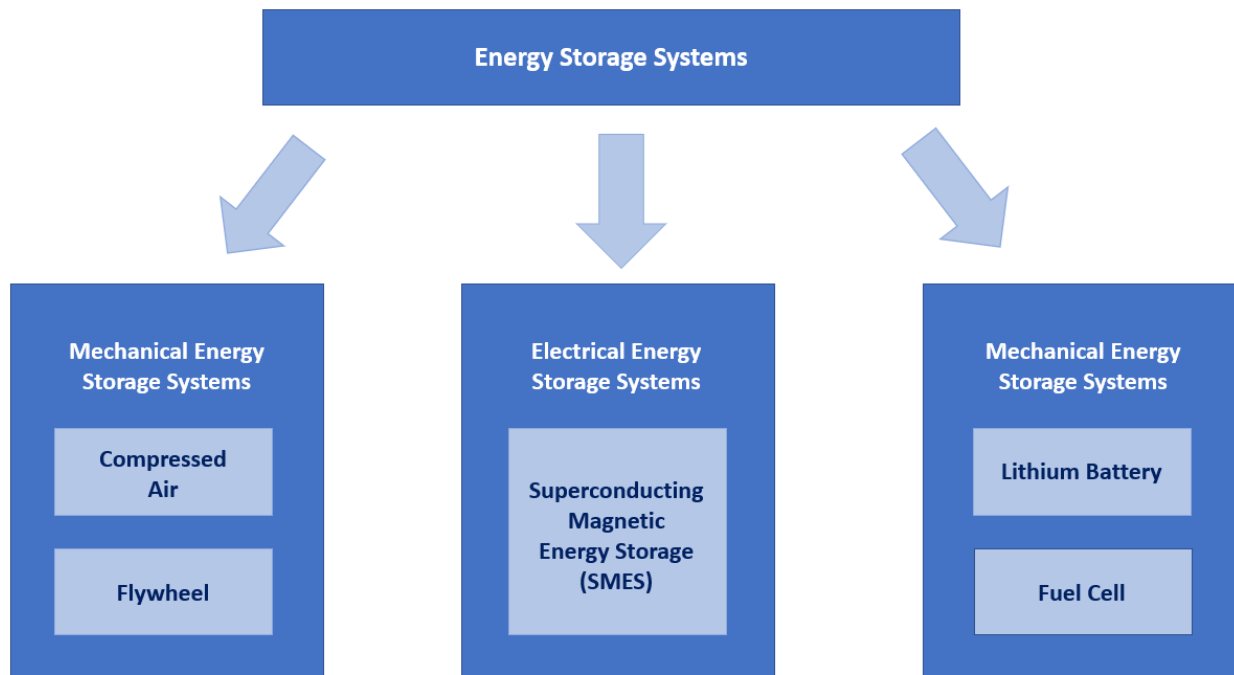 Energy Storage Systems
Mechanical Energy
Storage Systems
Compressed
Air
Flywheel
Electrical Energy
Storage Systems
Superconducting
Magnetic
Energy Storage
(SMES)
Mechanical Energy
Storage Systems
Lithium Battery
Fuel Cell